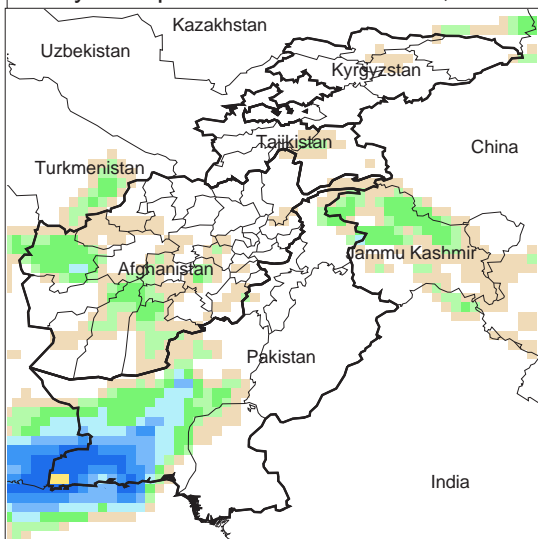 Kazakhstan
Uzbekistan
Kyrgyzstan
Tajikistan
China
Turkmenistan
Jammu Kashmir
Afghanistan
Pakistan
India